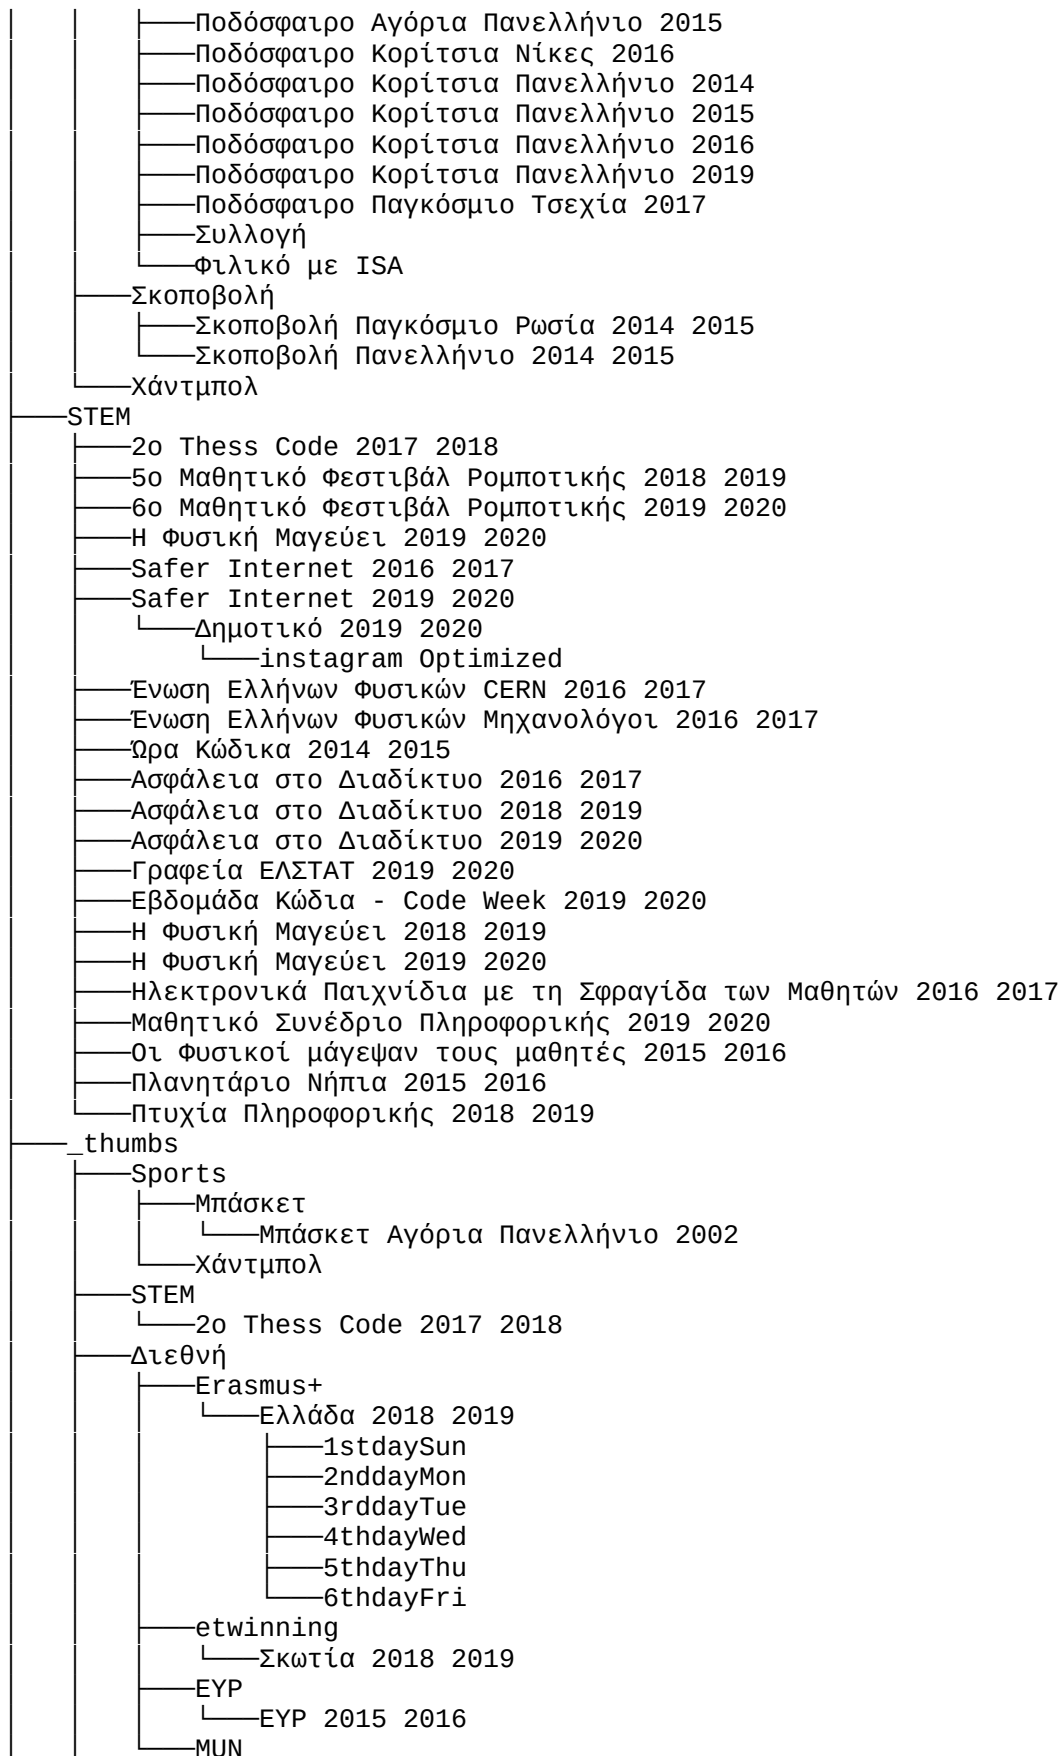 │   │   ├───Ποδόσφαιρο Αγόρια Πανελλήνιο 2015
│   │   ├───Ποδόσφαιρο Κορίτσια Νίκες 2016
│   │   ├───Ποδόσφαιρο Κορίτσια Πανελλήνιο 2014
│   │   ├───Ποδόσφαιρο Κορίτσια Πανελλήνιο 2015
│   │   ├───Ποδόσφαιρο Κορίτσια Πανελλήνιο 2016
│   │   ├───Ποδόσφαιρο Κορίτσια Πανελλήνιο 2019
│   │   ├───Ποδόσφαιρο Παγκόσμιο Τσεχία 2017
│   │   ├───Συλλογή
│   │   └───Φιλικό με ISA
│   ├───Σκοποβολή
│   │   ├───Σκοποβολή Παγκόσμιο Ρωσία 2014 2015
│   │   └───Σκοποβολή Πανελλήνιο 2014 2015
│   └───Χάντμπολ
├───STEM
│   ├───2ο Thess Code 2017 2018
│   ├───5ο Μαθητικό Φεστιβάλ Ρομποτικής 2018 2019
│   ├───6ο Μαθητικό Φεστιβάλ Ρομποτικής 2019 2020
│   ├───H Φυσική Μαγεύει 2019 2020
│   ├───Safer Internet 2016 2017
│   ├───Safer Internet 2019 2020
│   │   └───Δημοτικό 2019 2020
│   │       └───instagram Optimized
│   ├───Ένωση Ελλήνων Φυσικών CERN 2016 2017
│   ├───Ένωση Ελλήνων Φυσικών Μηχανολόγοι 2016 2017
│   ├───Ώρα Κώδικα 2014 2015
│   ├───Ασφάλεια στο Διαδίκτυο 2016 2017
│   ├───Ασφάλεια στο Διαδίκτυο 2018 2019
│   ├───Ασφάλεια στο Διαδίκτυο 2019 2020
│   ├───Γραφεία ΕΛΣΤΑΤ 2019 2020
│   ├───Εβδομάδα Κώδια - Code Week 2019 2020
│   ├───Η Φυσική Μαγεύει 2018 2019
│   ├───Η Φυσική Μαγεύει 2019 2020
│   ├───Ηλεκτρονικά Παιχνίδια με τη Σφραγίδα των Μαθητών 2016 2017
│   ├───Μαθητικό Συνέδριο Πληροφορικής 2019 2020
│   ├───Οι Φυσικοί μάγεψαν τους μαθητές 2015 2016
│   ├───Πλανητάριο Νήπια 2015 2016
│   └───Πτυχία Πληροφορικής 2018 2019
├───_thumbs
│   ├───Sports
│   │   ├───Μπάσκετ
│   │   │   └───Μπάσκετ Αγόρια Πανελλήνιο 2002
│   │   └───Χάντμπολ
│   ├───STEM
│   │   └───2ο Thess Code 2017 2018
│   ├───Διεθνή
│   │   ├───Erasmus+
│   │   │   └───Ελλάδα 2018 2019
│   │   │       ├───1stdaySun
│   │   │       ├───2nddayMon
│   │   │       ├───3rddayTue
│   │   │       ├───4thdayWed
│   │   │       ├───5thdayThu
│   │   │       └───6thdayFri
│   │   ├───etwinning
│   │   │   └───Σκωτία 2018 2019
│   │   ├───EYP
│   │   │   └───EYP 2015 2016
│   │   └───MUN